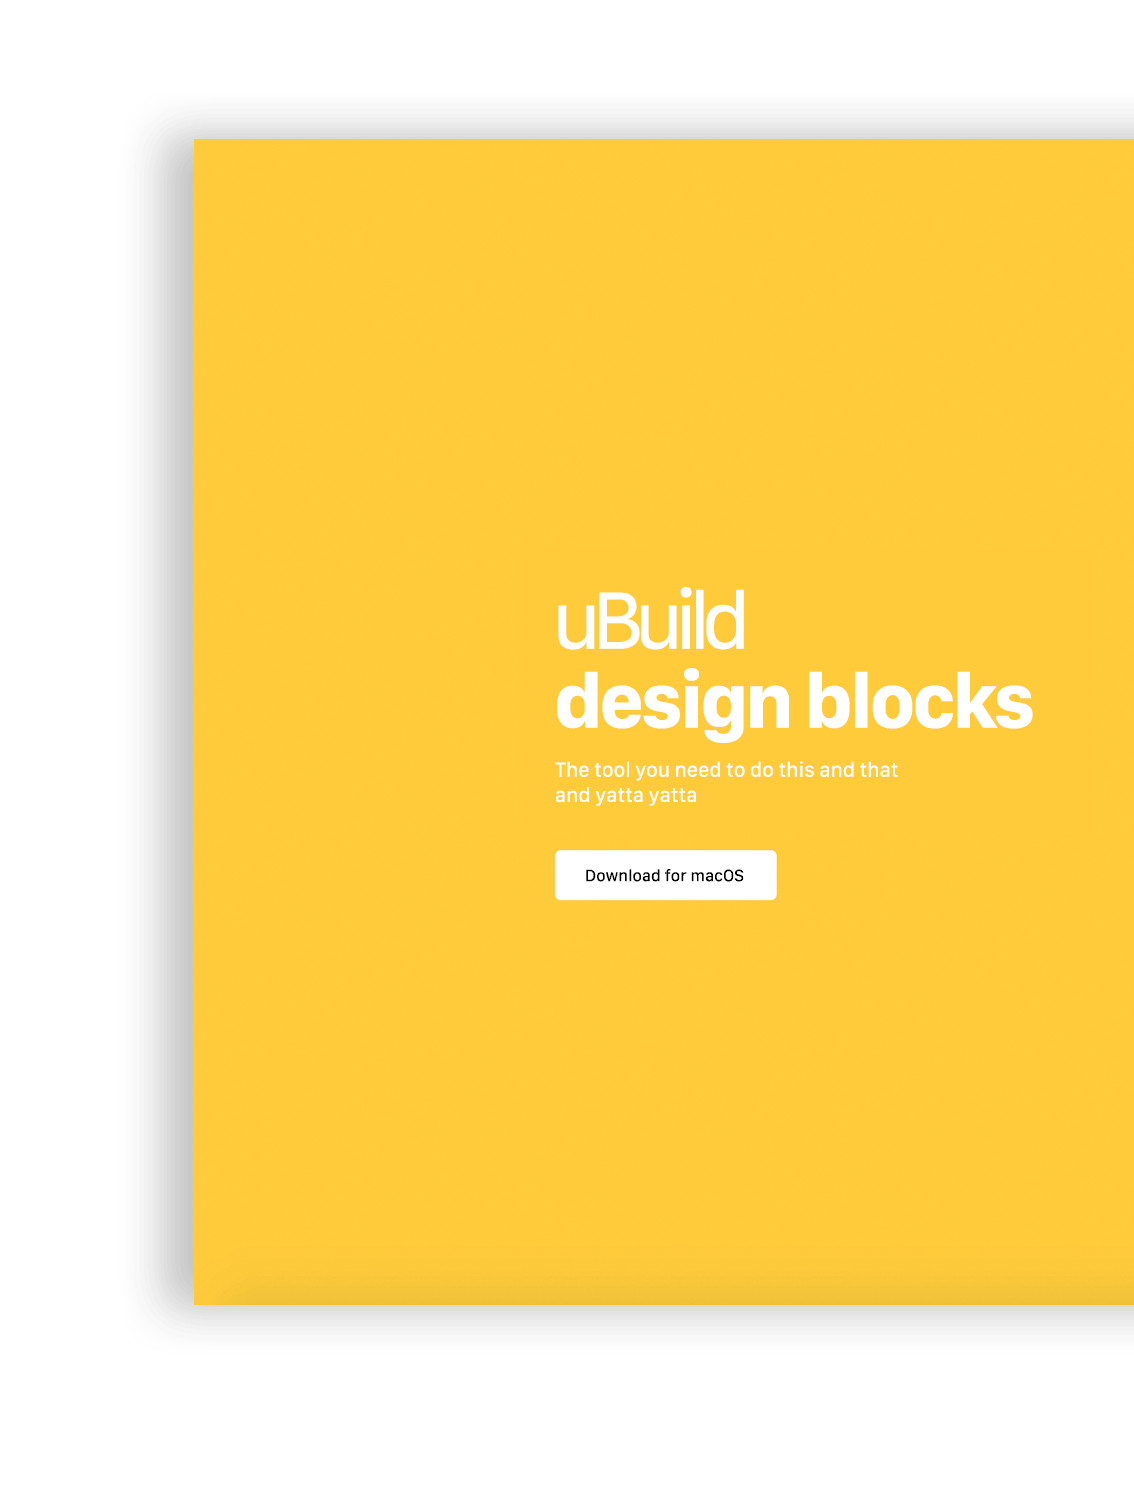 uBuild
design blocks
The tool you need to do this and that
and yatta yatta
Download for macOS